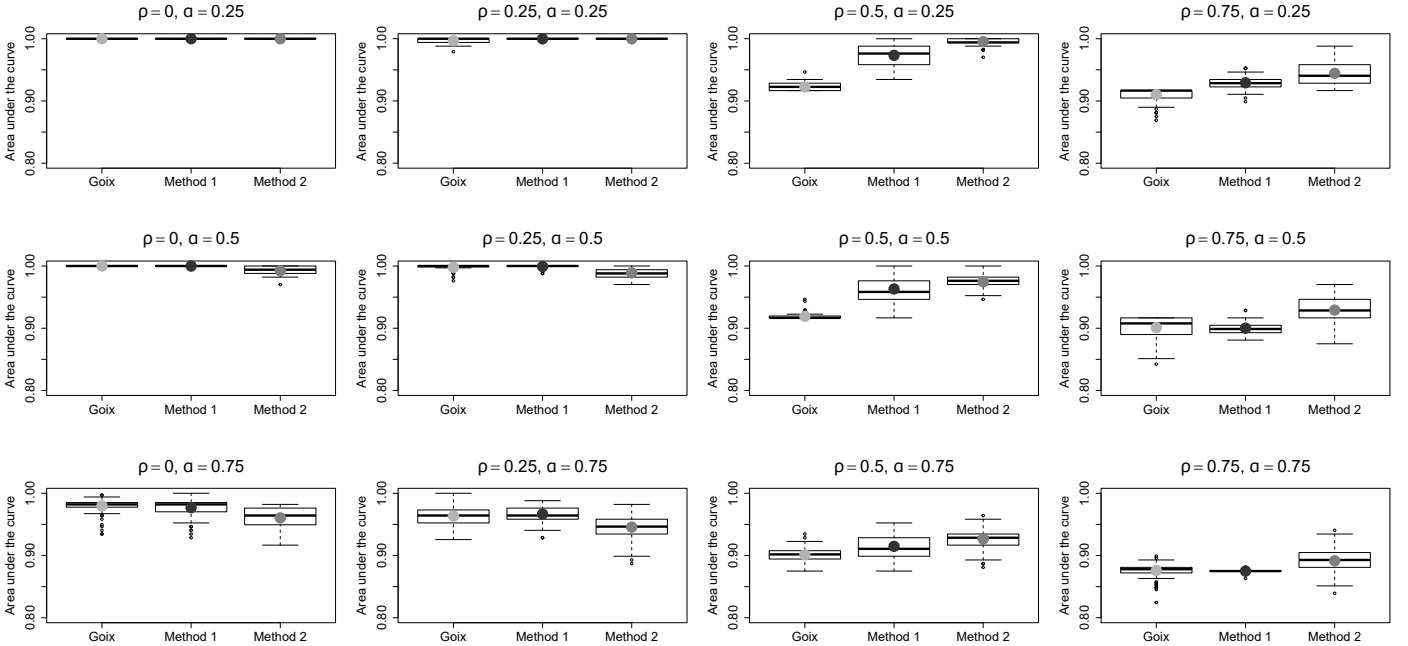 ρ = 0, α = 0.25
Area under the curve
1.00
0.90
0.80
Goix Method 1 Method 2
ρ = 0.25, α = 0.25
Area under the curve
1.00
0.90
0.80
Goix Method 1 Method 2
ρ = 0.5, α = 0.25
Area under the curve
1.00
0.90
0.80
Goix Method 1 Method 2
ρ = 0.75, α = 0.25
Area under the curve
1.00
0.90
0.80
Goix Method 1 Method 2
ρ = 0, α = 0.5
Area under the curve
1.00
0.90
0.80
Goix Method 1 Method 2
ρ = 0.25, α = 0.5
Area under the curve
1.00
0.90
0.80
Goix Method 1 Method 2
ρ = 0.5, α = 0.5
Area under the curve
1.00
0.90
0.80
Goix Method 1 Method 2
ρ = 0.75, α = 0.5
Area under the curve
1.00
0.90
0.80
Goix Method 1 Method 2
ρ = 0, α = 0.75
Area under the curve
1.00
0.90
0.80
Goix Method 1 Method 2
ρ = 0.25, α = 0.75
Area under the curve
1.00
0.90
0.80
Goix Method 1 Method 2
ρ = 0.5, α = 0.75
Area under the curve
1.00
0.90
0.80
Goix Method 1 Method 2
ρ = 0.75, α = 0.75
Area under the curve
1.00
0.90
0.80
Goix Method 1 Method 2